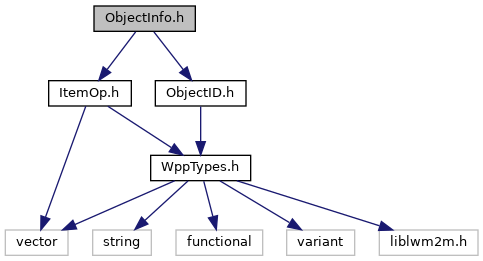 ObjectInfo.h
ItemOp.h
ObjectID.h
WppTypes.h
vector
string
functional
variant
liblwm2m.h